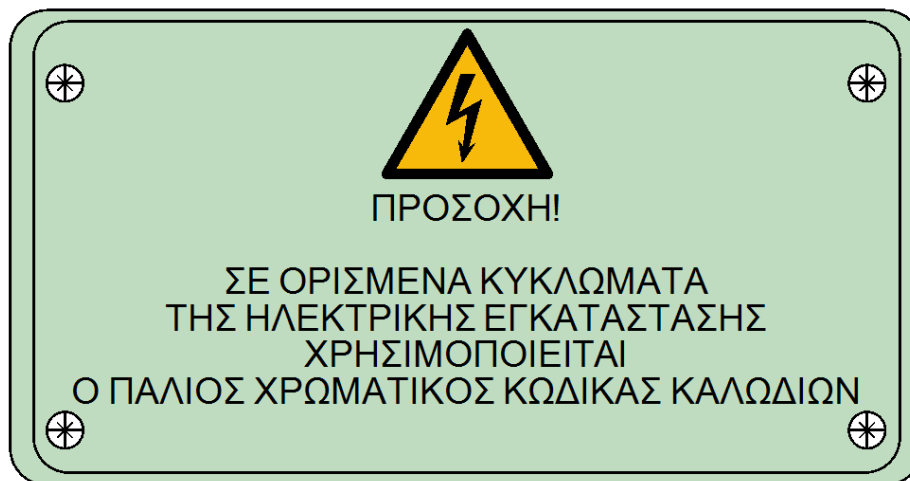 ΠΡΟΣΟΧΗ!
ΣΕ ΟΡΙΣΜΕΝΑ ΚΥΚΛΩΜΑΤΑ
ΤΗΣ ΗΛΕΚΤΡΙΚΗΣ ΕΓΚΑΤΑΣΤΑΣΗΣ
ΧΡΗΣΙΜΟΠΟΙΕΙΤΑΙ
Ο ΠΑΛΙΟΣ ΧΡΩΜΑΤΙΚΟΣ ΚΩΔΙΚΑΣ ΚΑΛΩΔΙΩΝ